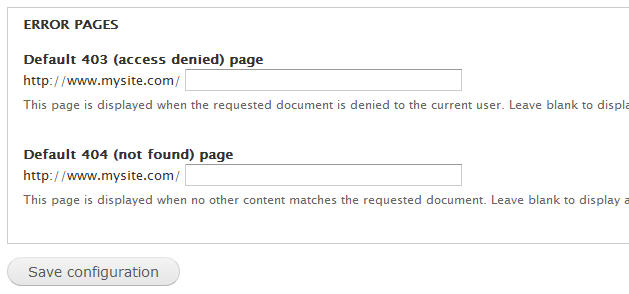 ERROR PAGES
Default 403 (access denied) page
http://www.mysite.com/
This page is displayed when the requested document is denied to the current user. Leave blank to displa
Default 404 (not found) page
http://www.mysite.com/
This page is displayed when no other content matches the requested document. Leave blank to display a
Save configuration